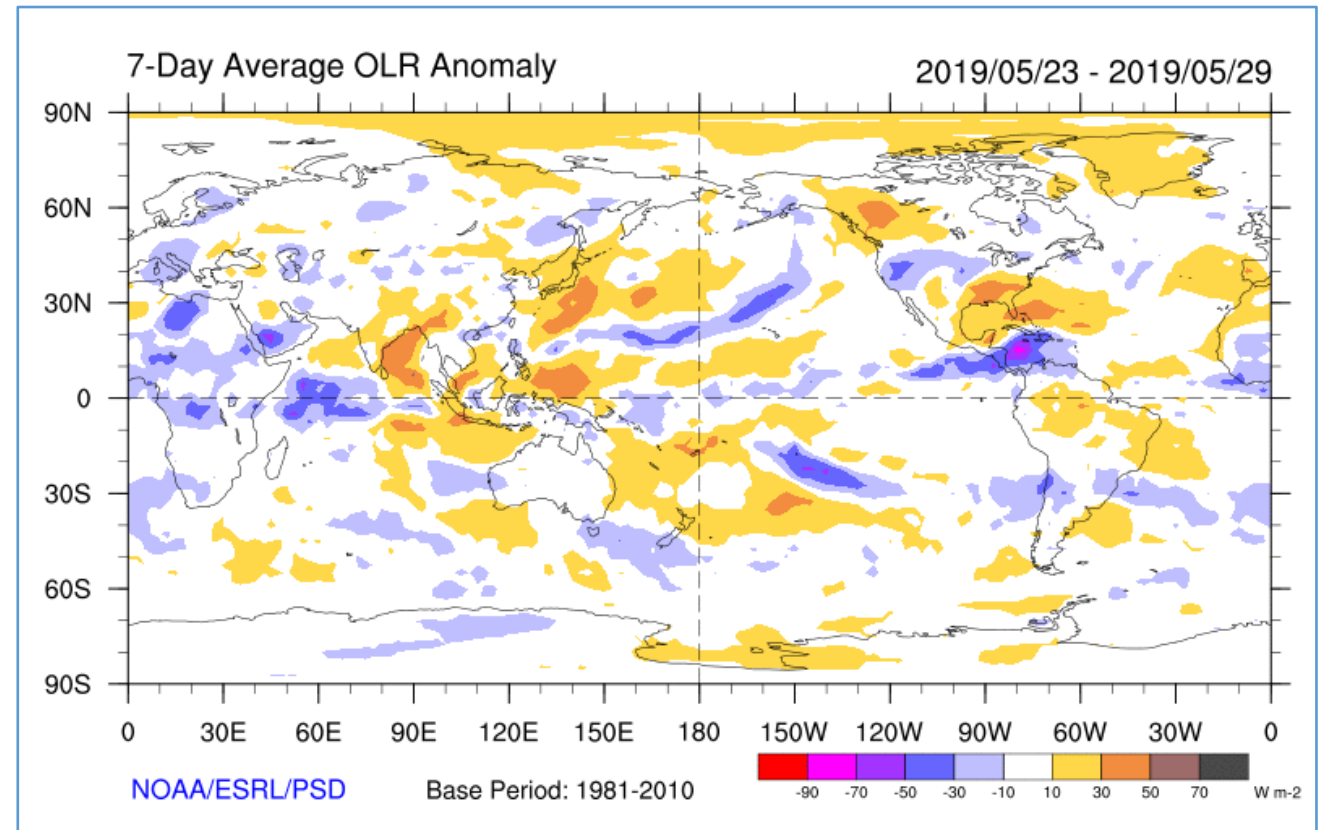 7-Day Average OLR Anomaly 2019/05/23 - 2019/05/29
90N
60N
30N
0
30S
60S
90S
0 30E 60E 90E 120E 150E 180 150W 120W 90W 60W 30W 0
NOAA/ESRL/PSD Base Period: 1981-2010
-90 -70 -50 -30 -10 10 30 50 70 W m-2